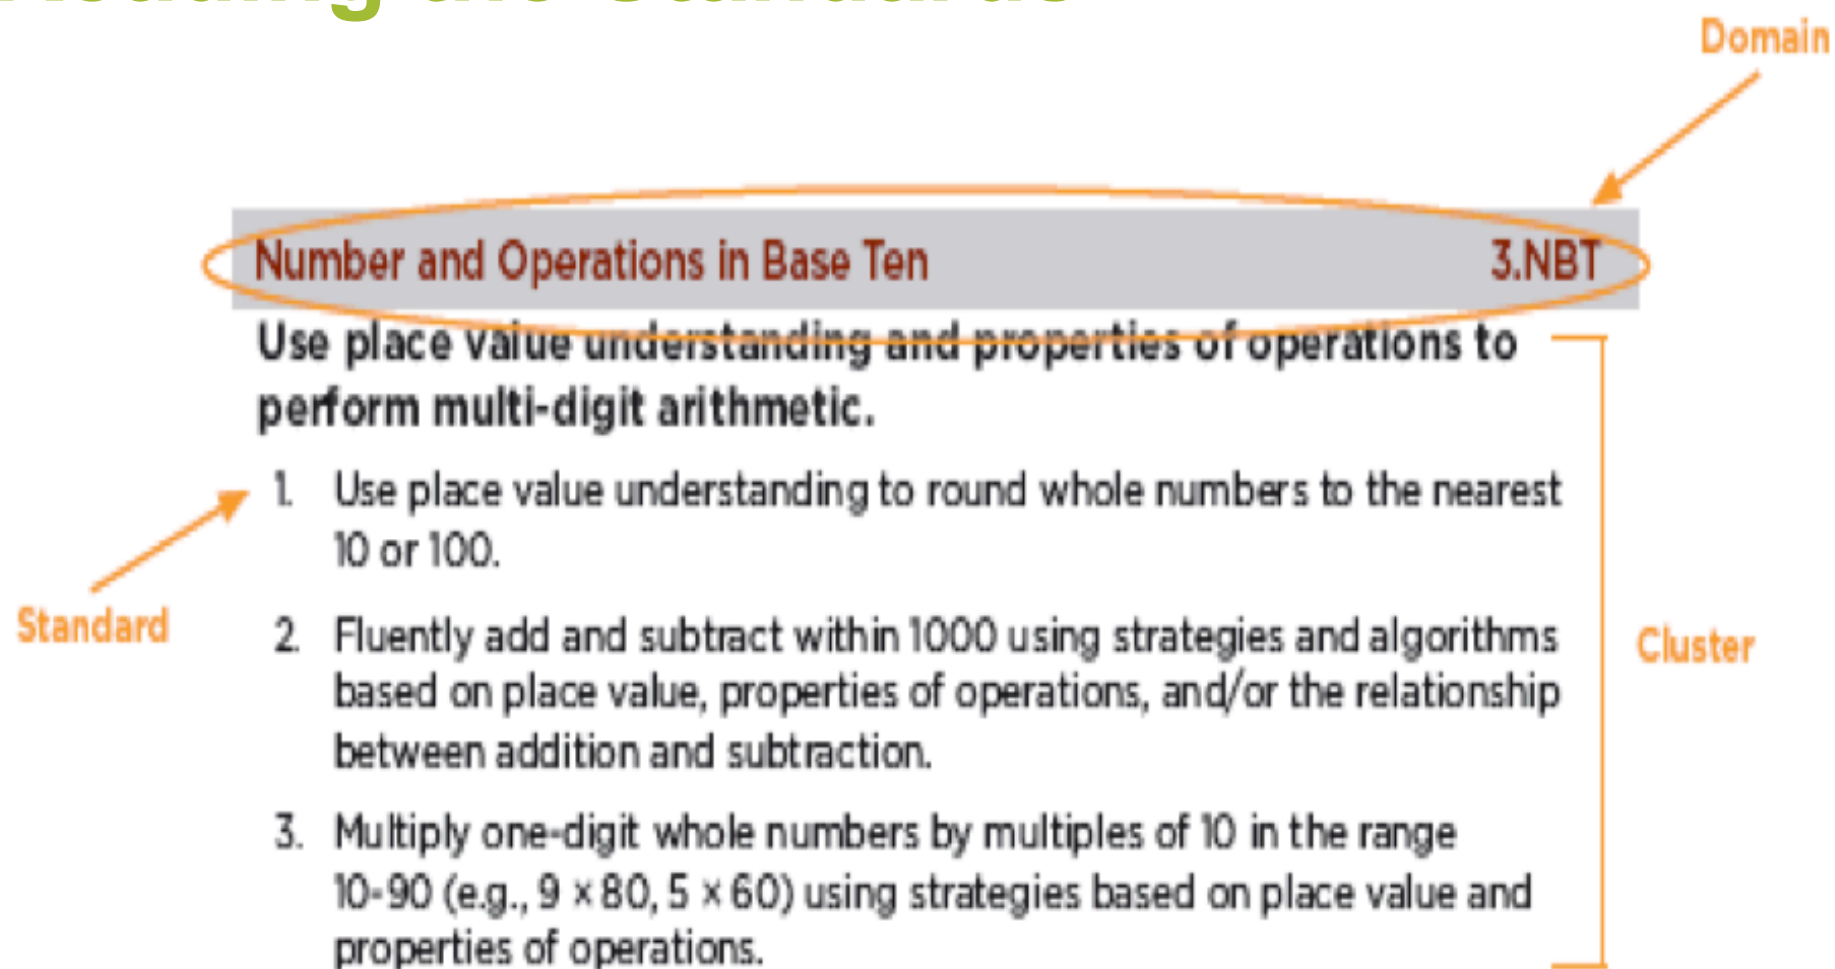 Reading the Standards
Domain
Number and Operations in Base Ten 3.NBT
Use place value understanding and properties of operations to
perform multi-digit arithmetic.
1. Use place value understanding to round whole numbers to the nearest
10 or 100.
Standard
2. Fluently add and subtract within 1000 using strategies and algorithms
based on place value, properties of operations, and/or the relationship
between addition and subtraction.
Cluster
3. Multiply one-digit whole numbers by multiples of 10 in the range
10-90 (e.g., 9 × 80, 5 × 60) using strategies based on place value and
properties of operations.